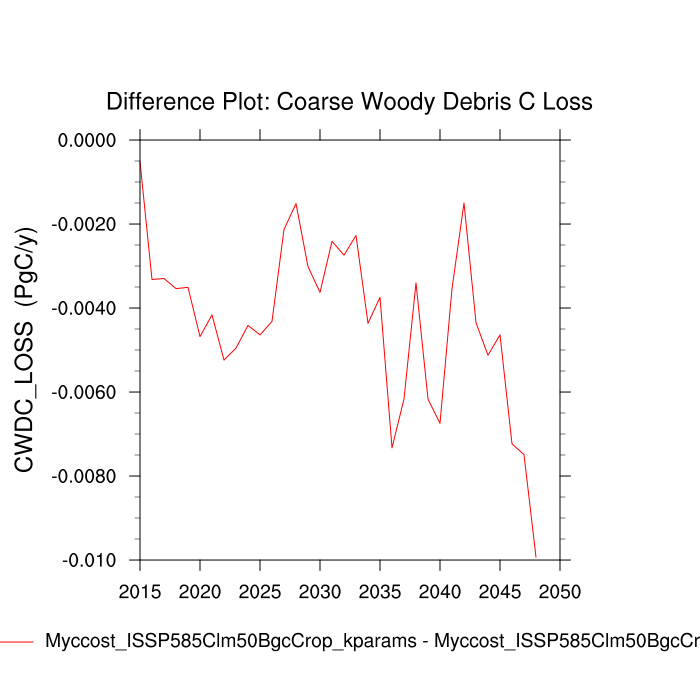 Difference Plot: Coarse Woody Debris C Loss
CWDC_LOSS (PgC/y)
0.0000
-0.0020
-0.0040
-0.0060
-0.0080
-0.010
2015 2020 2025 2030 2035 2040 2045 2050
Myccost_ISSP585Clm50BgcCrop_kparams - Myccost_ISSP585Clm50BgcCr